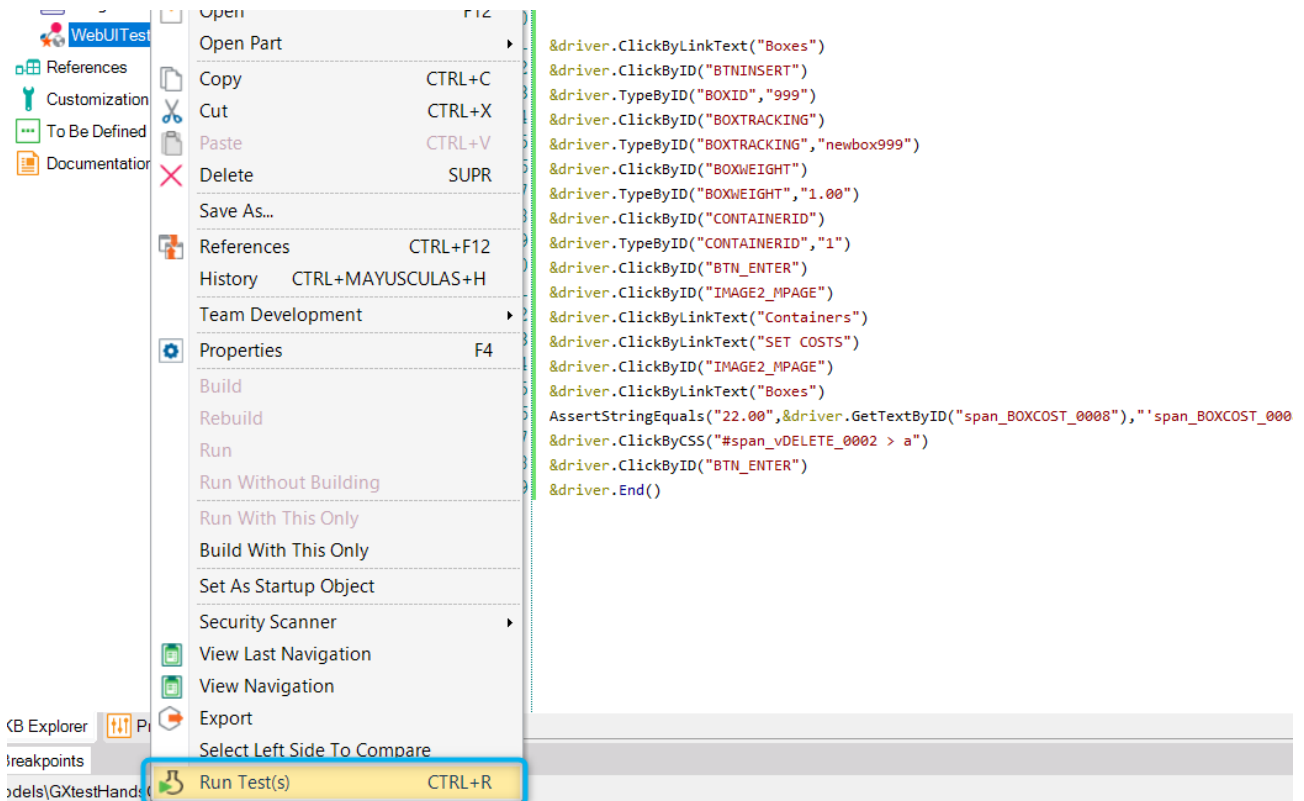 Open F12
WebUITest
Open Part
References
Customization
To Be Defined
Documentation
Copy CTRL+C
Cut CTRL+X
Paste CTRL+V
Delete SUPR
Save As...
References CTRL+F12
History CTRL+MAYUSCULAS+H
Team Development
Properties F4
Build
Rebuild
Run
Run Without Building
Run With This Only
Build With This Only
Set As Startup Object
Security Scanner
View Last Navigation
View Navigation
Export
Select Left Side To Compare
Run Test(s) CTRL+R
&driver.ClickByLinkText("Boxes")
&driver.ClickByID("BTNINSERT")
&driver.TypeByID("BOXID","999")
&driver.ClickByID("BOXTRACKING")
&driver.TypeByID("BOXTRACKING","newbox999")
&driver.ClickByID("BOXWEIGHT")
&driver.TypeByID("BOXWEIGHT","1.00")
&driver.ClickByID("CONTAINERID")
&driver.TypeByID("CONTAINERID","1")
&driver.ClickByID("BTN_ENTER")
&driver.ClickByID("IMAGE2_MPAGE")
&driver.ClickByLinkText("Containers")
&driver.ClickByLinkText("SET COSTS")
&driver.ClickByID("IMAGE2_MPAGE")
&driver.ClickByLinkText("Boxes")
AssertStringEquals("22.00",&driver.GetTextByID("span_BOXCOST_0008"),"'span_BOXCOST_000
&driver.ClickByCSS("#span_vDELETE_0002 > a")
&driver.ClickByID("BTN_ENTER")
&driver.End()
KB Explorer
Breakpoints
odels\GXtestHands